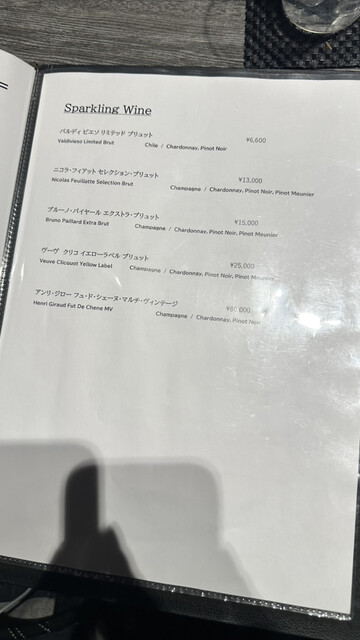 Sparkling Wine
バルディ ビエソ リミテッド ブリュット ¥6,600
Valdivieso Limited Brut Chile / Chardonnay, Pinot Noir
ニコラ・フィアット セレクション・ブリュット ¥13,000
Nicolas Feuillatte Selection Brut Champagne / Chardonnay, Pinot Noir, Pinot Meunier
ブルーノ・パイヤール エクストラ・ブリュット ¥15,000
Bruno Paillard Extra Brut Champagne / Chardonnay, Pinot Noir, Pinot Meunier
ヴーヴ クリコ イエローラベル ブリュット ¥25,000
Veuve Clicquot Yellow Label Champagne / Chardonnay, Pinot Noir, Pinot
アンリ・ジロー フュ・ド・シェーヌ・マルチ・ヴィンテージ
Henri Giraud Fut De Chene MV Champagne / Chardonnay, Pinot Noir